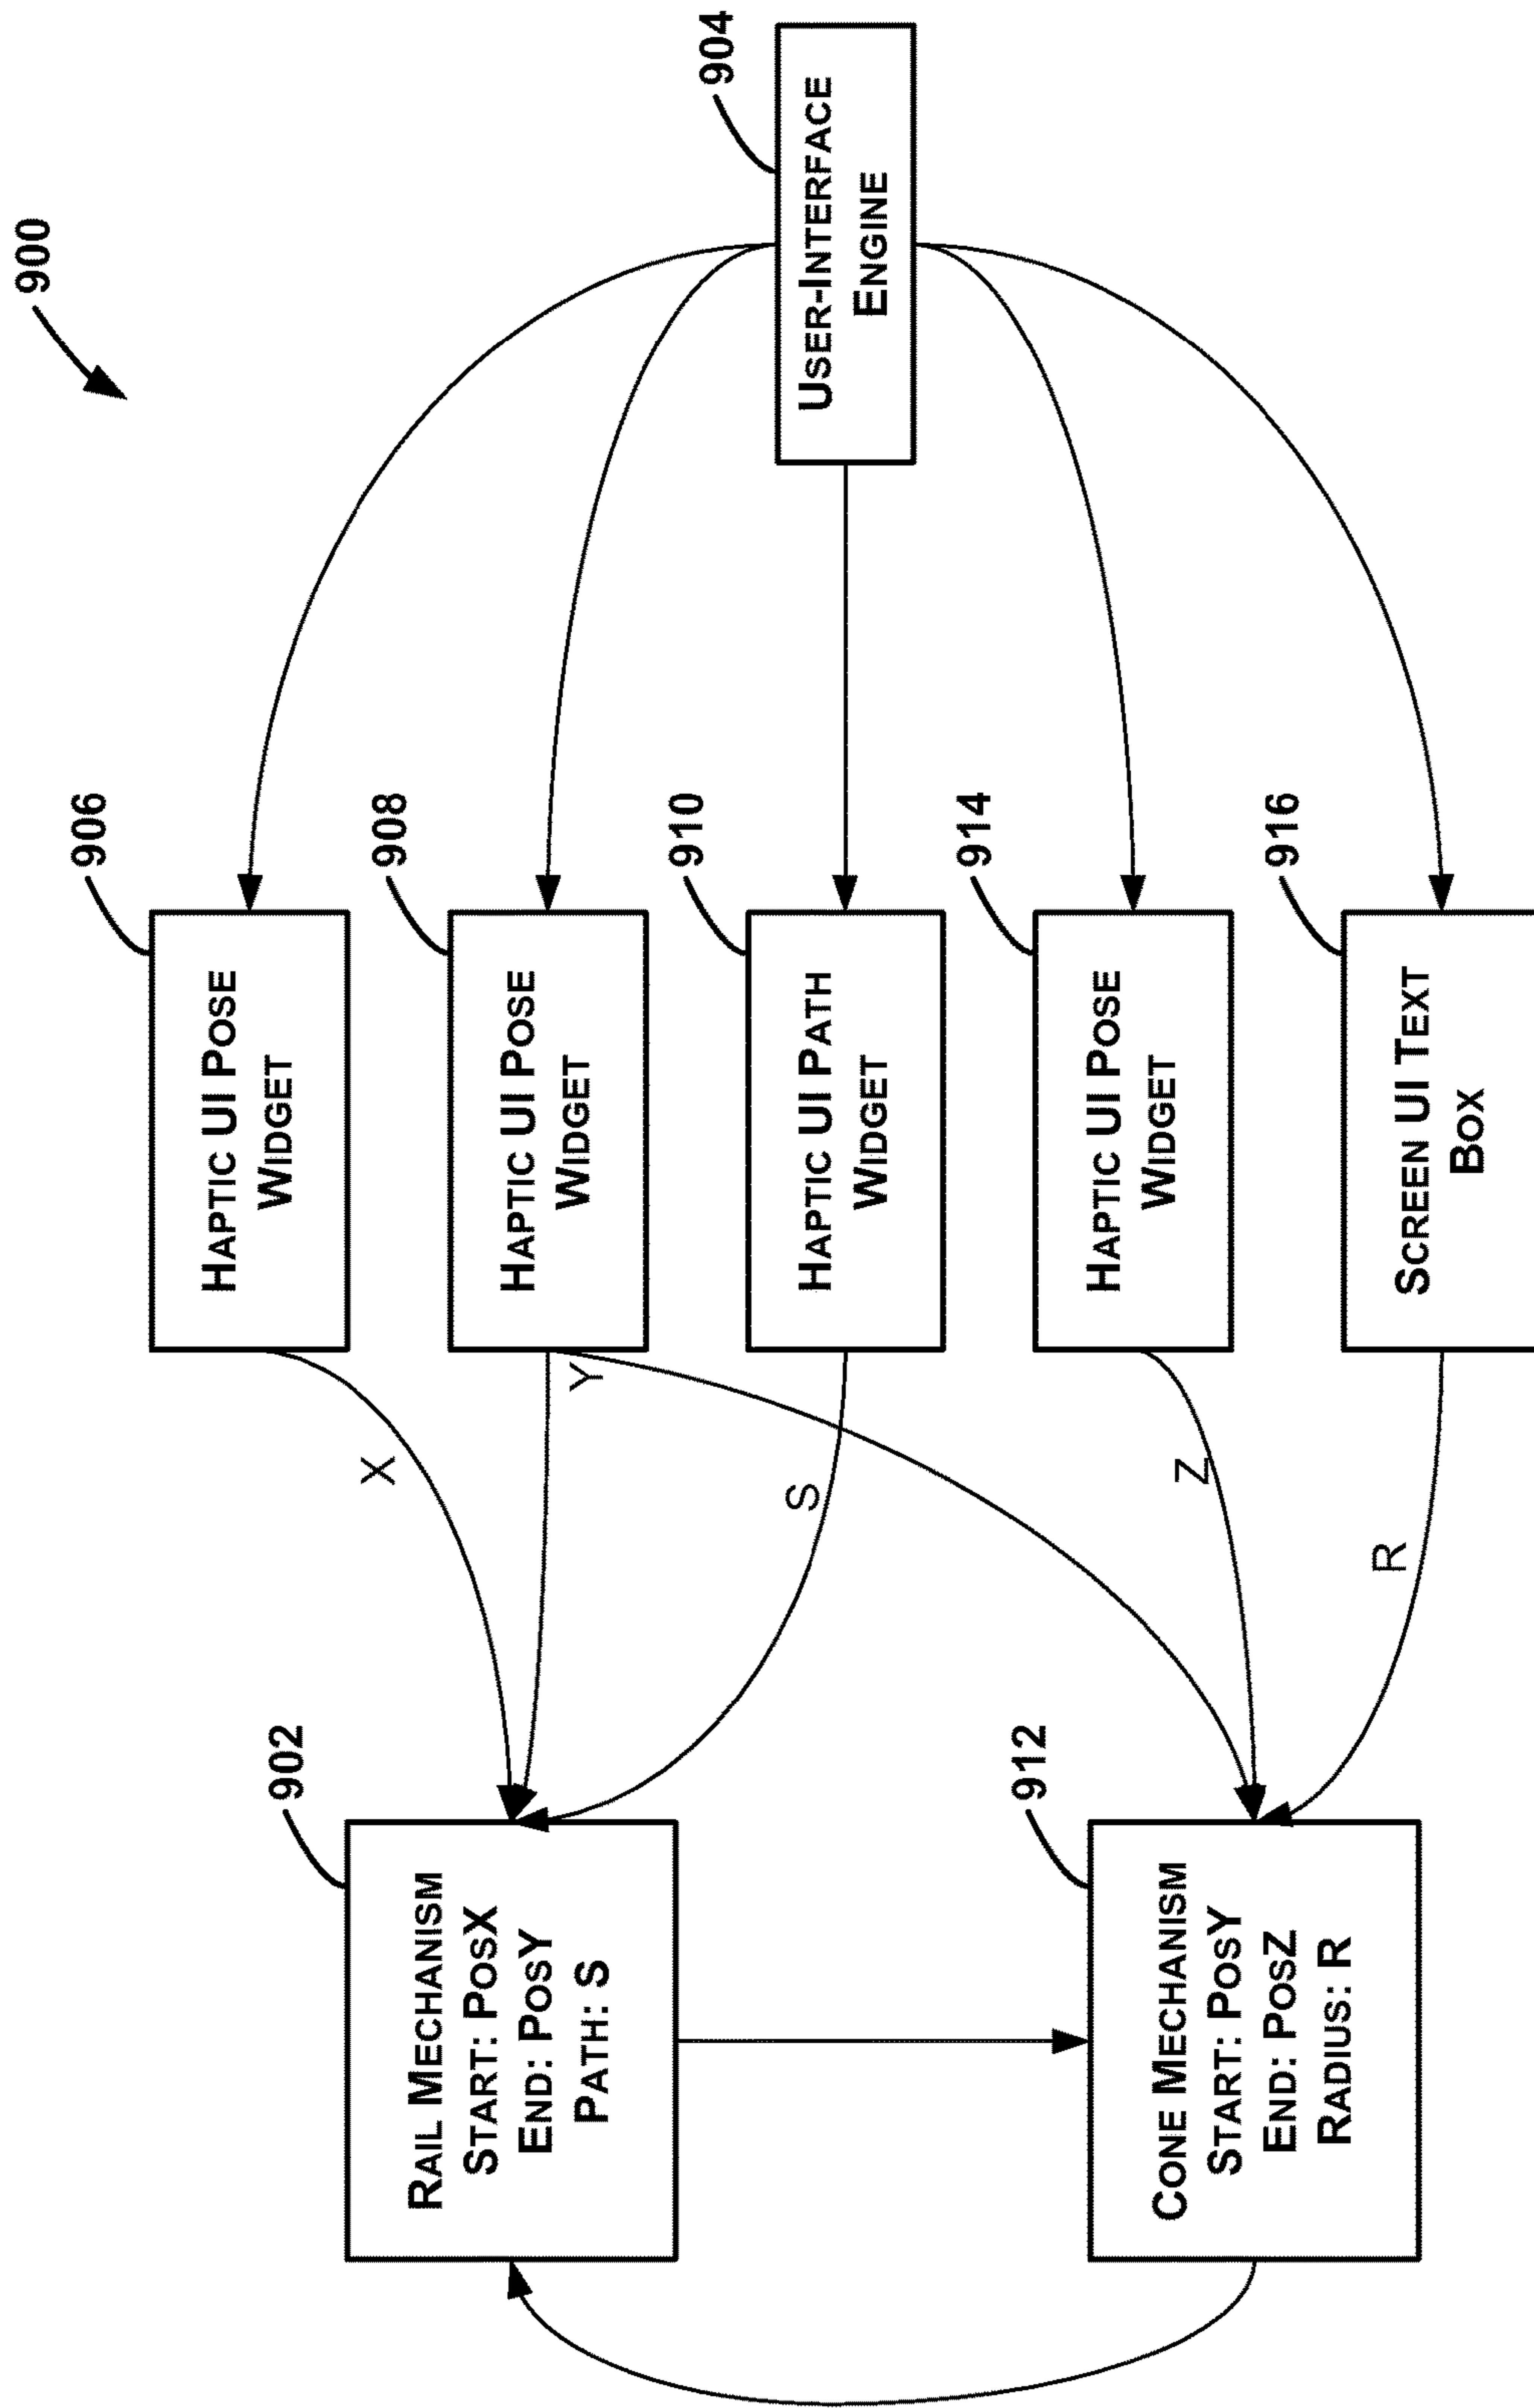 900
904
USER-INTERFACE
ENGINE
906
HAPTIC UI POSE
WIDGET
908
HAPTIC UI POSE
WIDGET
910
HAPTIC UI PATH
WIDGET
914
HAPTIC UI POSE
WIDGET
916
SCREEN UI TEXT
BOX
X
Y
S
Z
R
902
RAIL MECHANISM
START: POSX
END: POSY
PATH: S
912
CONE MECHANISM
START: POSY
END: POSZ
RADIUS: R